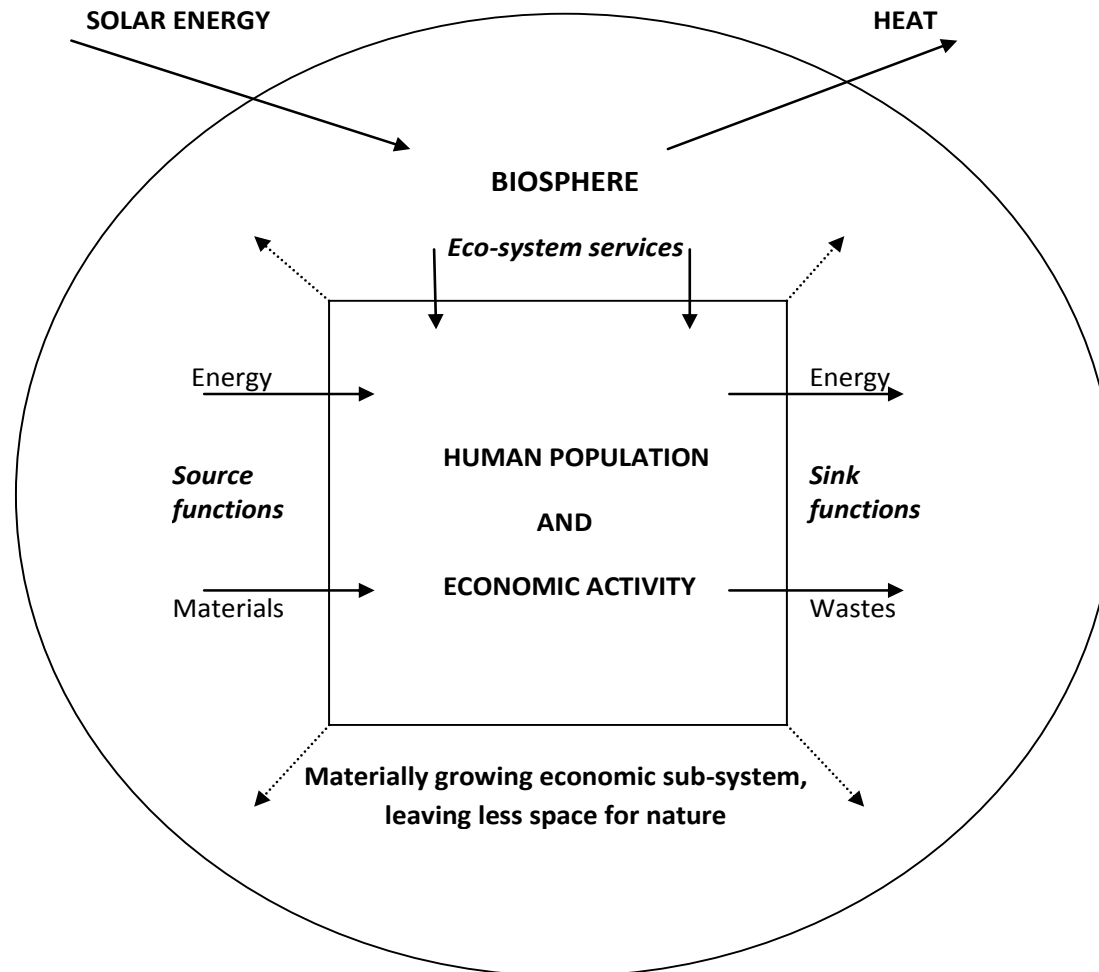 SOLAR ENERGY
HEAT
BIOSPHERE
Eco-system services
Energy
Energy
HUMAN POPULATION
Source
functions
Sink
functions
AND
ECONOMIC ACTIVITY
Materials
Wastes
Materially growing economic sub-system,
leaving less space for nature